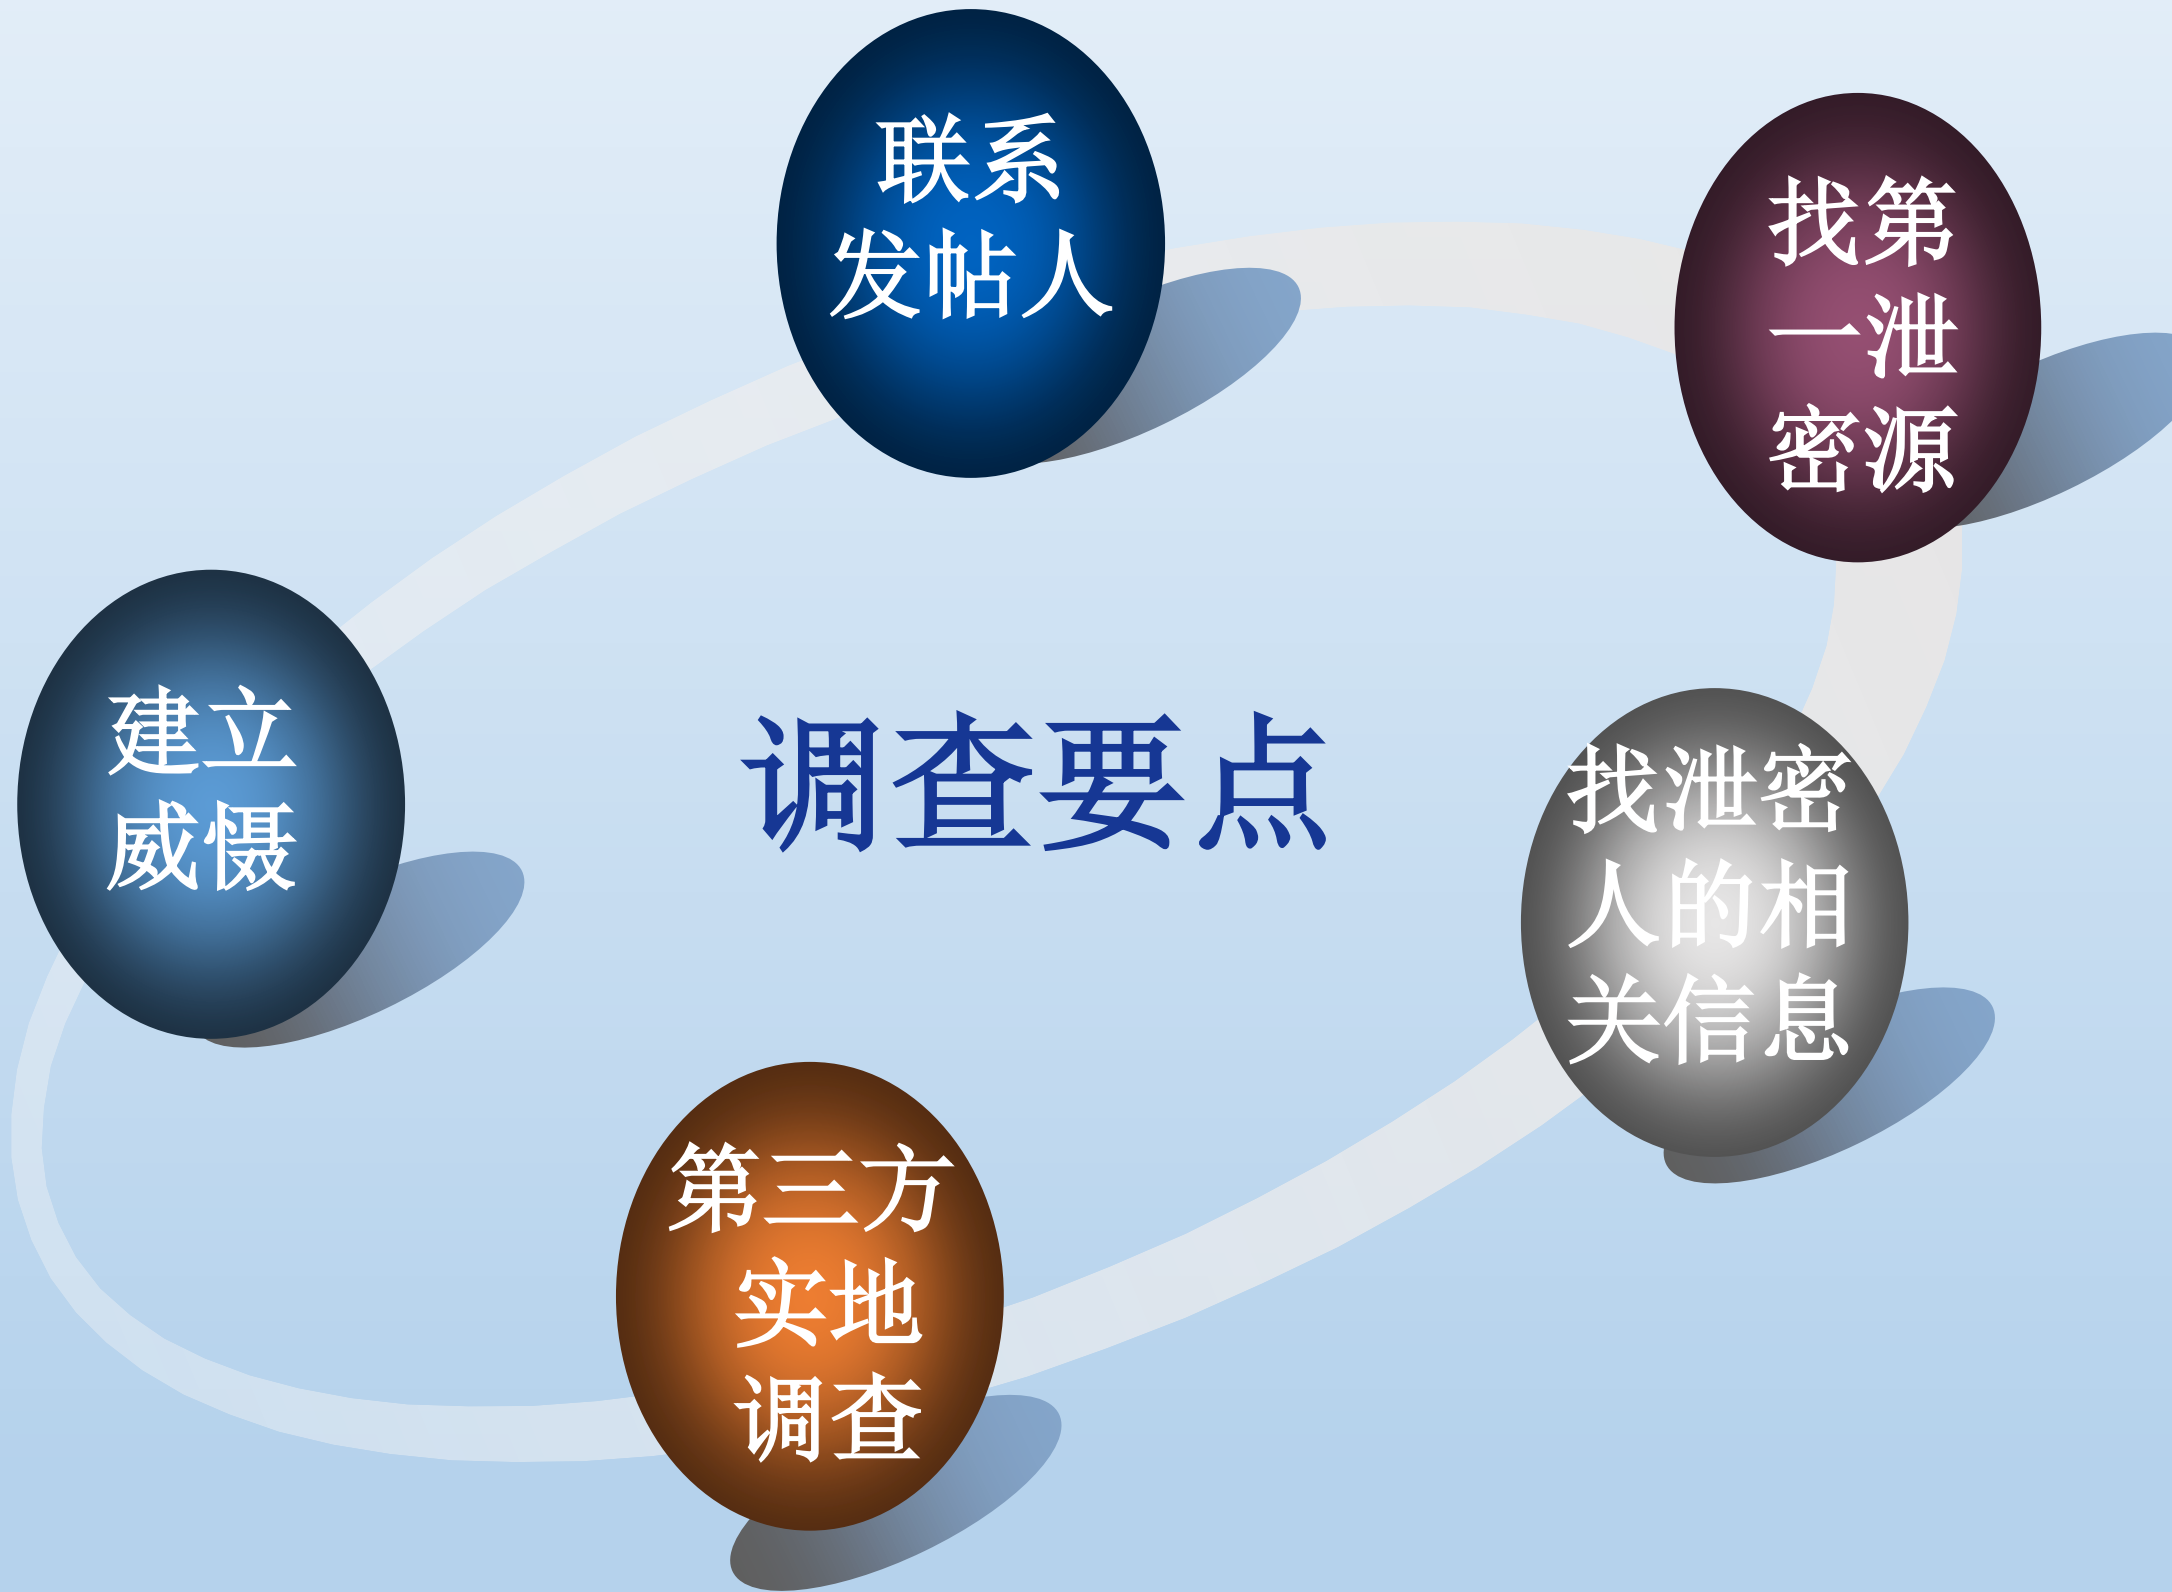 联系
发帖人
找第
一泄
密源
建立
威慑
调查要点
找泄密
人的相
关信息
第三方
实地
调查